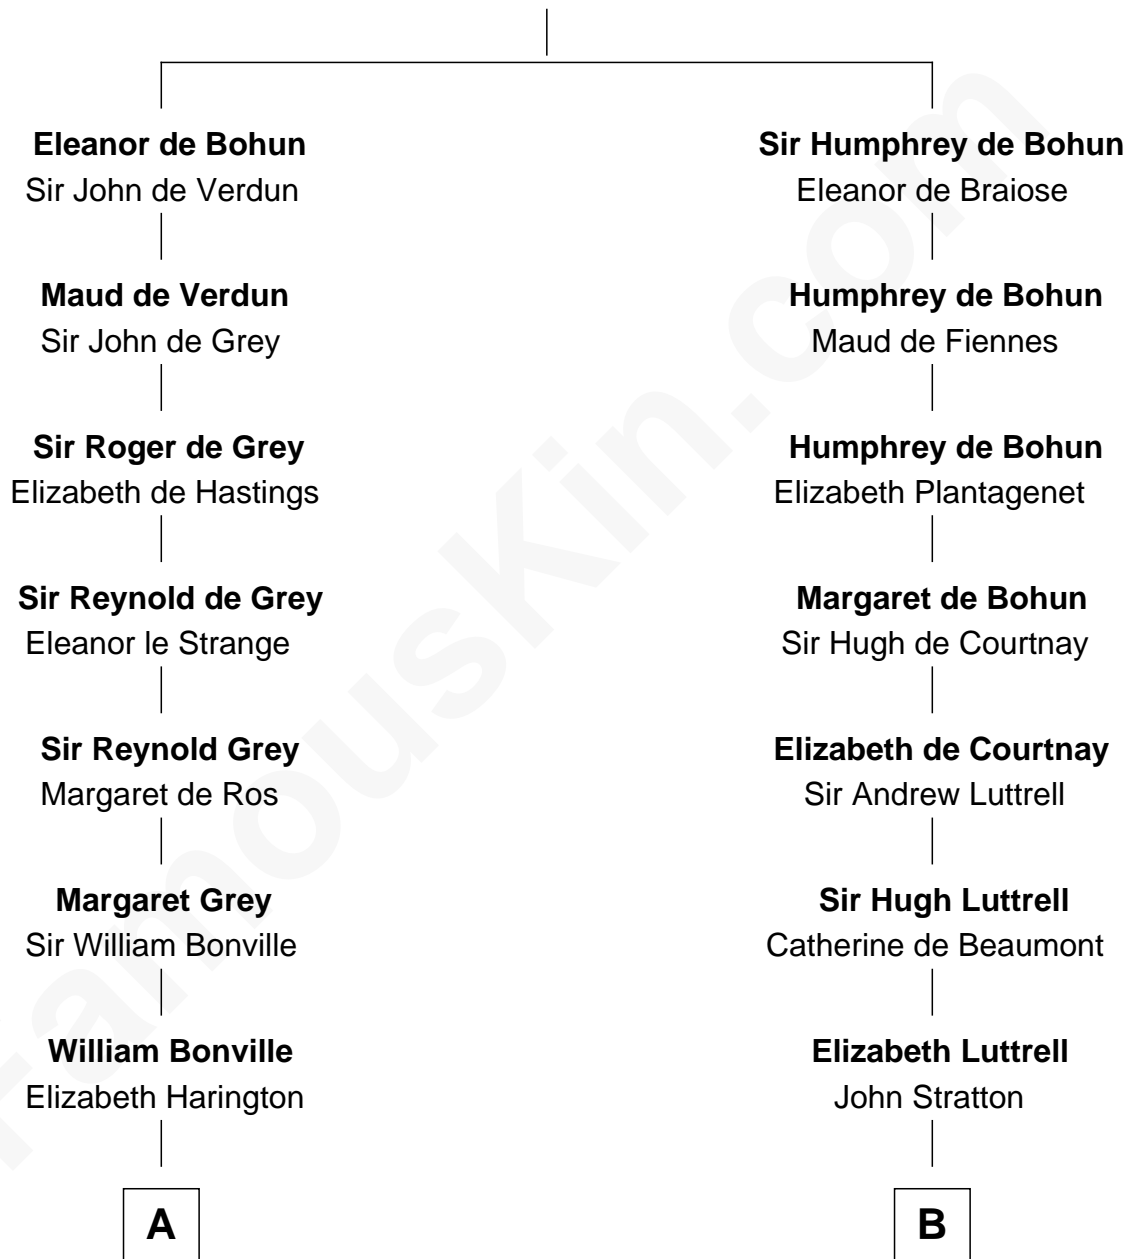 Eleanor de Bohun
Sir John de Verdun
Maud de Verdun
Sir John de Grey
Sir Roger de Grey
Elizabeth de Hastings
Sir Reynold de Grey
Eleanor le Strange
Sir Reynold Grey
Margaret de Ros
Margaret Grey
Sir William Bonville
William Bonville
Elizabeth Harington
A
Sir Humphrey de Bohun
Eleanor de Braiose
Humphrey de Bohun
Maud de Fiennes
Humphrey de Bohun
Elizabeth Plantagenet
Margaret de Bohun
Sir Hugh de Courtnay
Elizabeth de Courtnay
Sir Andrew Luttrell
Sir Hugh Luttrell
Catherine de Beaumont
Elizabeth Luttrell
John Stratton
B
FamousKin.com